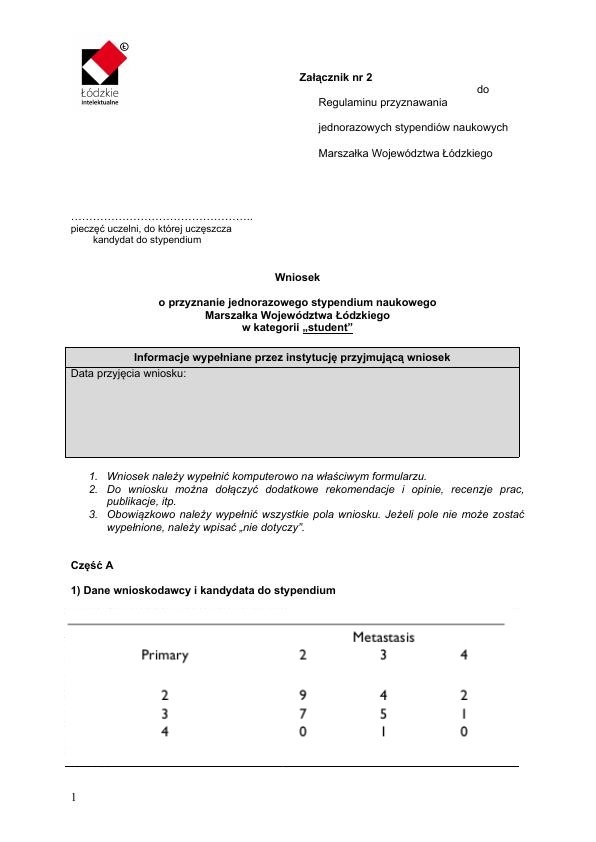 Ł
Łódzkie
intelektualne
Załącznik nr 2
do
Regulaminu przyznawania
jednorazowych stypendiów naukowych
Marszałka Województwa Łódzkiego
…………………………………………..
pieczęć uczelni, do której uczęszcza
kandydat do stypendium
Wniosek
o przyznanie jednorazowego stypendium naukowego
Marszałka Województwa Łódzkiego
w kategorii „student”
Informacje wypełniane przez instytucję przyjmującą wniosek
Data przyjęcia wniosku:
1. Wniosek należy wypełnić komputerowo na właściwym formularzu.
2. Do wniosku można dołączyć dodatkowe rekomendacje i opinie, recenzje prac,
publikacje, itp.
3. Obowiązkowo należy wypełnić wszystkie pola wniosku. Jeżeli pole nie może zostać
wypełnione, należy wpisać „nie dotyczy”.
Część A
1) Dane wnioskodawcy i kandydata do stypendium
Metastasis
Primary 2 3 4
2 9 4 2
3 7 5 1
4 0 1 0
1